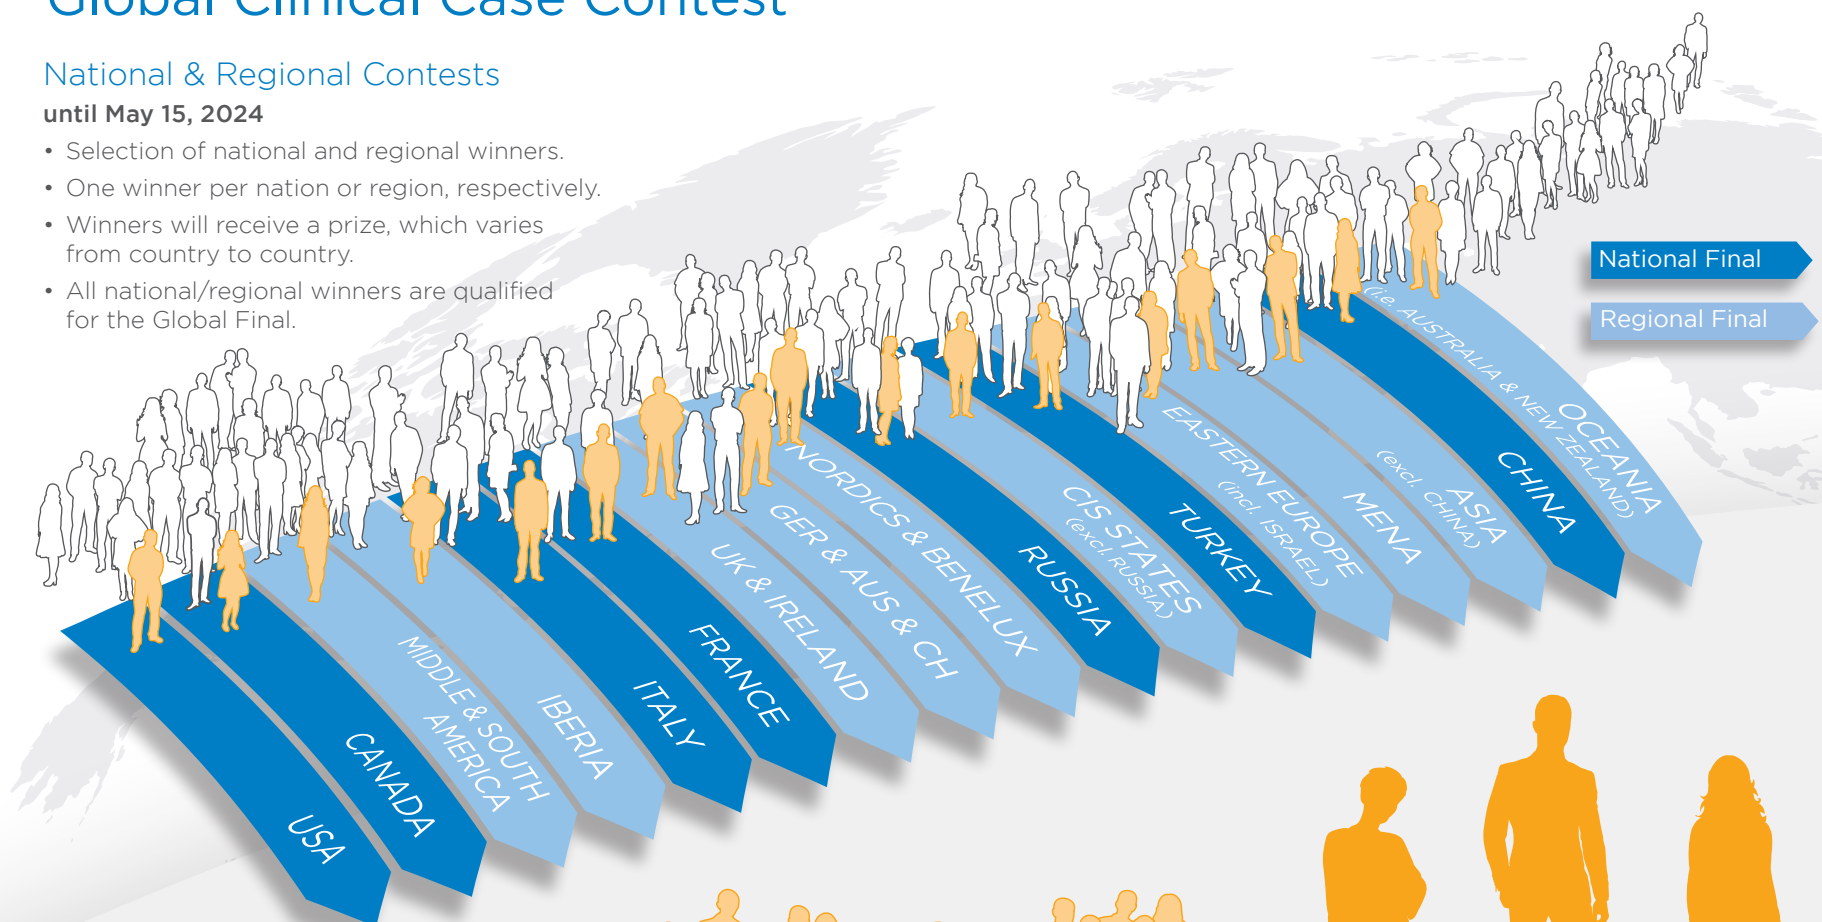 Global Clinical Case Contest
National & Regional Contests
until May 15, 2024
• Selection of national and regional winners.
• One winner per nation or region, respectively.
• Winners will receive a prize, which varies
from country to country.
• All national/regional winners are qualified
for the Global Final.
National Final
Regional Final
USA
CANADA
MIDDLE & SOUTH
AMERICA
IBERIA
ITALY
FRANCE
UK & IRELAND
GER & AUS & CH
NORDICS & BENELUX
RUSSIA
CIS STATES
(excl. RUSSIA)
TURKEY
EASTERN EUROPE
(incl. ISRAEL)
MENA
ASIA
(excl. CHINA)
CHINA
OCEANIA
(i.e. AUSTRALIA & NEW ZEALAND)